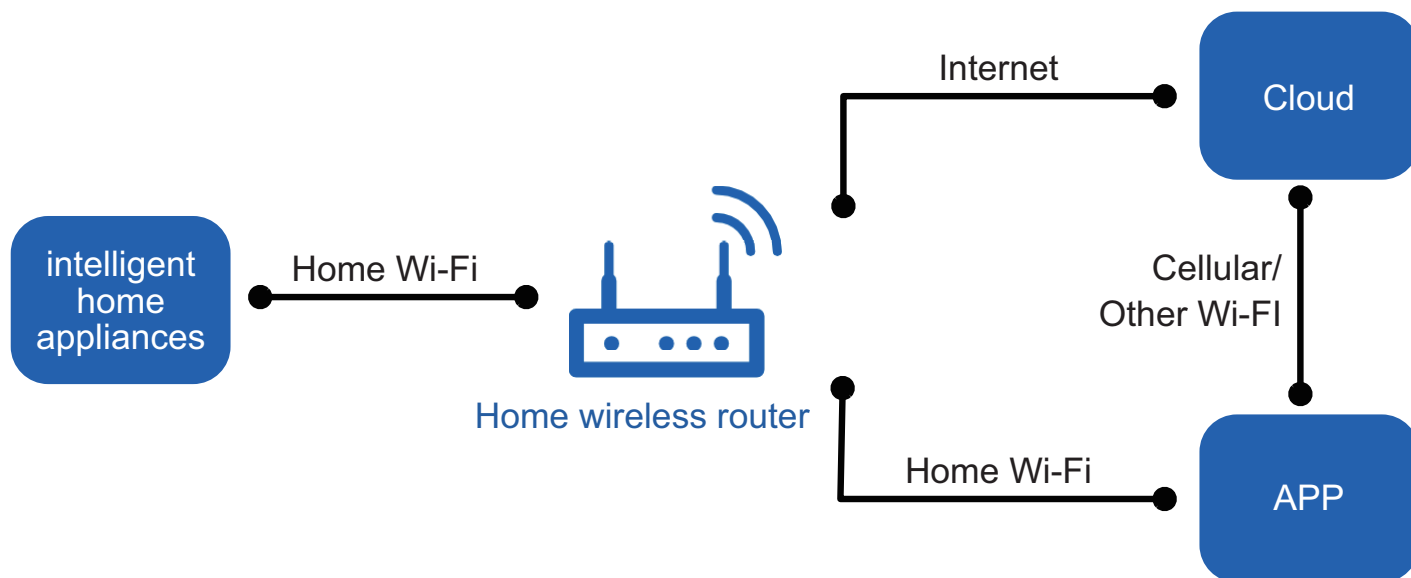 Internet
Cloud
intelligent
home
appliances
Home Wi-Fi
Cellular/
Other Wi-FI
Home wireless router
Home Wi-Fi
APP